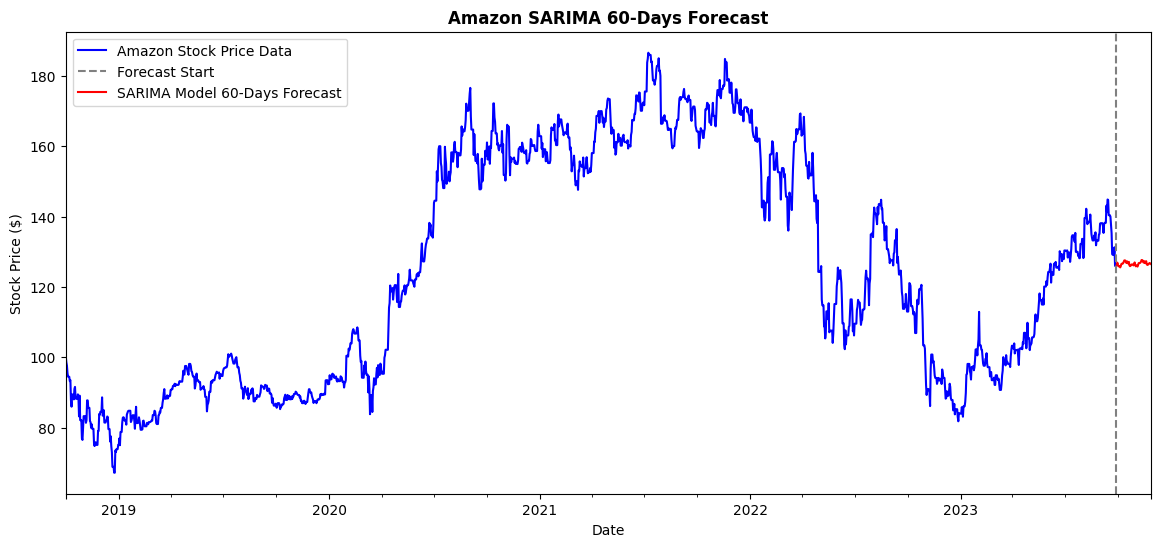 Amazon SARIMA 60-Days Forecast
Amazon Stock Price Data
Forecast Start
SARIMA Model 60-Days Forecast
Stock Price ($)
180
160
140
120
100
80
2019
2020
2021
2022
2023
Date